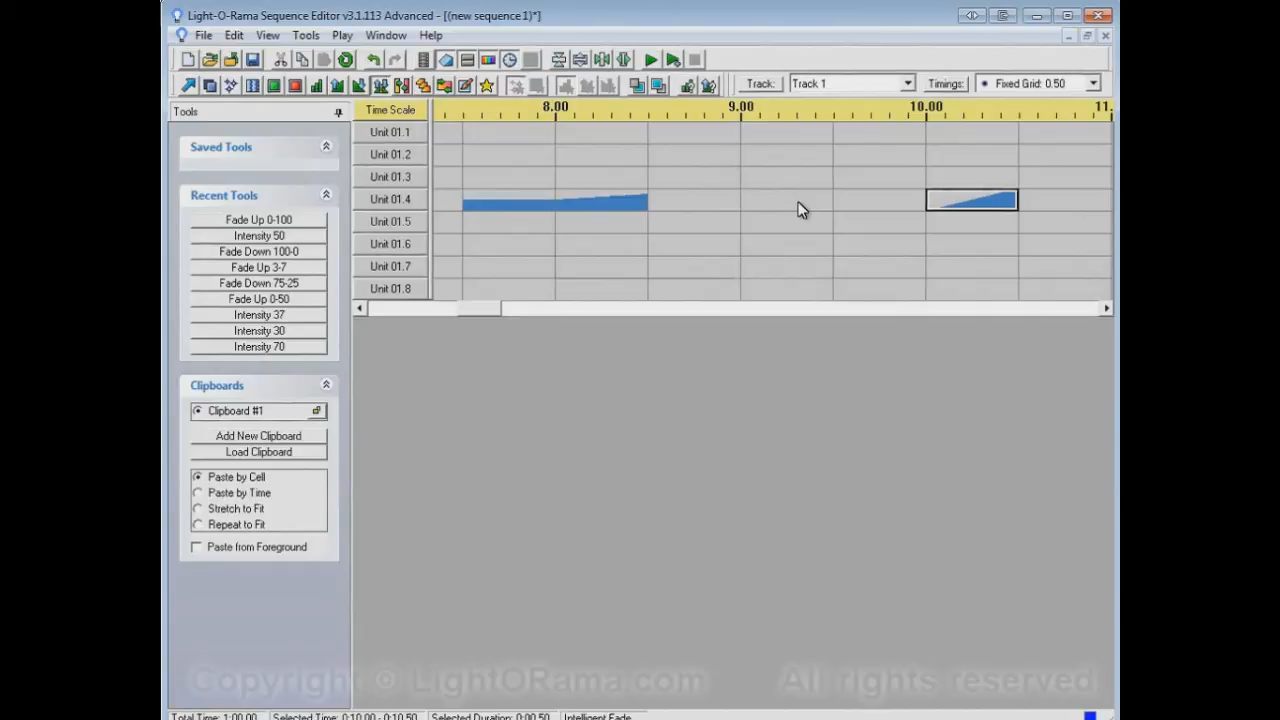 Light-O-Rama Sequence Editor v3.1.113 Advanced - [(new sequence 1)*]
File Edit View Tools Play Window Help
Track: Track 1 Timings: Fixed Grid: 0.50
Tools
Time Scale 8.00 9.00 10.00 11.
Unit 01.1
Unit 01.2
Unit 01.3
Unit 01.4
Unit 01.5
Unit 01.6
Unit 01.7
Unit 01.8
Saved Tools
Recent Tools
Fade Up 0-100
Intensity 50
Fade Down 100-0
Fade Up 3-7
Fade Down 75-25
Fade Up 0-50
Intensity 37
Intensity 30
Intensity 70
Clipboards
Clipboard #1
Add New Clipboard
Load Clipboard
Paste by Cell
Paste by Time
Stretch to Fit
Repeat to Fit
Paste from Foreground
Copyright © LightORama.com All rights reserved.
Total Time: 1:00.00 Selected Time: 0:10.00 - 0:10.50 Selected Duration: 0:00.50 Intelligent Fade